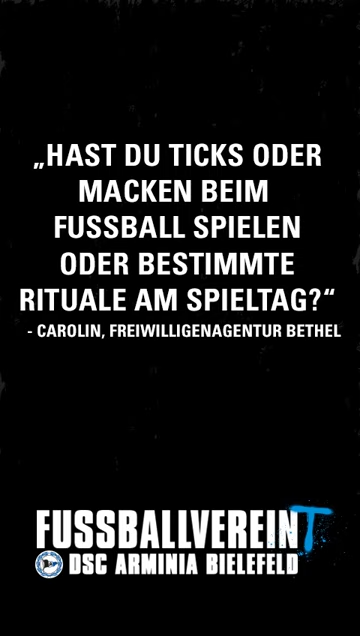 „HAST DU TICKS ODER
MACKEN BEIM
FUSSBALL SPIELEN
ODER BESTIMMTE
RITUALE AM SPIELTAG?“
- CAROLIN, FREIWILLIGENAGENTUR BETHEL
FUSSBALLVEREINT
DSC ARMINIA BIELEFELD